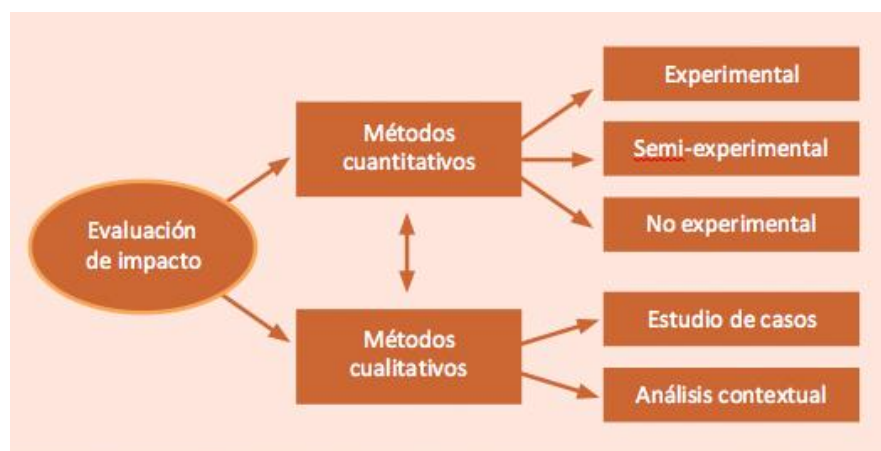 Evaluación
de impacto
Métodos
cuantitativos
Experimental
Semi-experimental
No experimental
Métodos
cualitativos
Estudio de casos
Análisis contextual